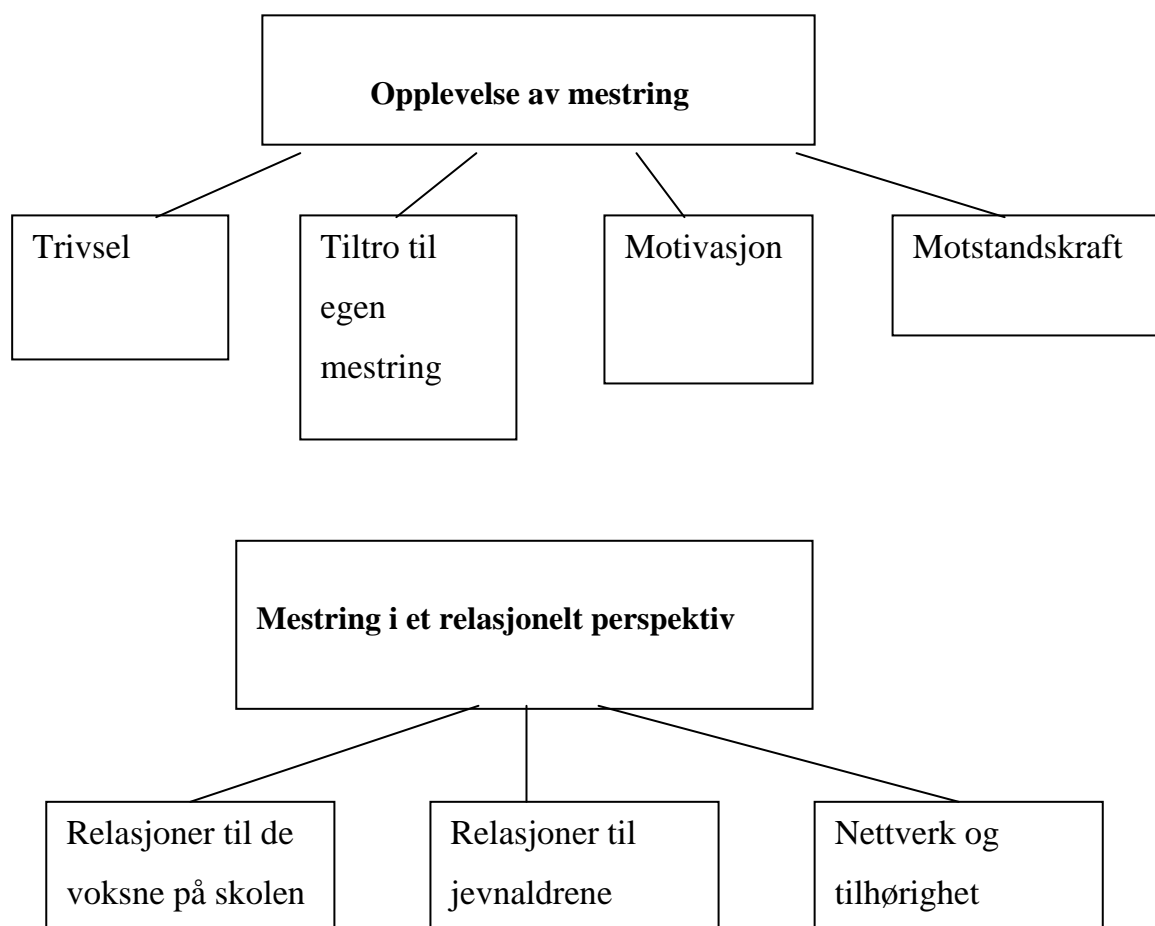 Opplevelse av mestring
Trivsel
Tiltro til
egen
mestring
Motivasjon
Motstandskraft
Mestring i et relasjonelt perspektiv
Relasjoner til de
voksne på skolen
Relasjoner til
jevnaldrene
Nettverk og
tilhørighet